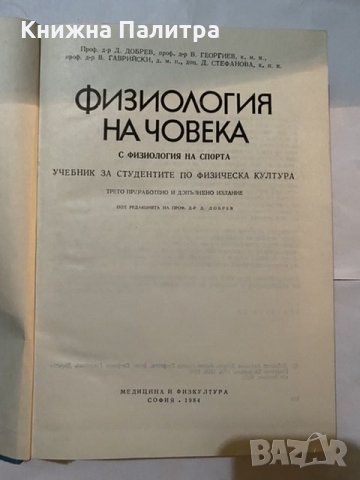 Книжна Палитра
Проф. д-р Д. ДОБРЕВ, проф. д-р В. ГЕОРГИЕВ, к. м. н.,
проф. д-р В. ГАВРИЙСКИ, д. м. н., доц. Д. СТЕФАНОВА, к. п. н.
ФИЗИОЛОГИЯ
НА ЧОВЕКА
С ФИЗИОЛОГИЯ НА СПОРТА
УЧЕБНИК ЗА СТУДЕНТИТЕ ПО ФИЗИЧЕСКА КУЛТУРА
ТРЕТО ПРЕРАБОТЕНО И ДОПЪЛНЕНО ИЗДАНИЕ
ПОД РЕДАКЦИЯТА НА ПРОФ. Д-Р Д. ДОБРЕВ
МЕДИЦИНА И ФИЗКУЛТУРА
СОФИЯ • 1984
BAZAR